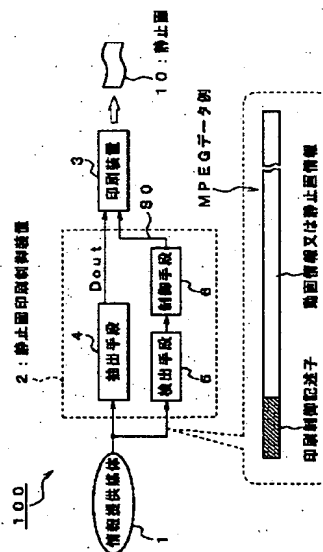 100
2：静止画印刷制御装置
情報提供媒体
1
抽出手段
4
検出手段
5
制御手段
6
Dout
S0
印刷装置
3
10：静止画
MPEGデータ例
印刷制御記述子
動画情報又は静止画情報